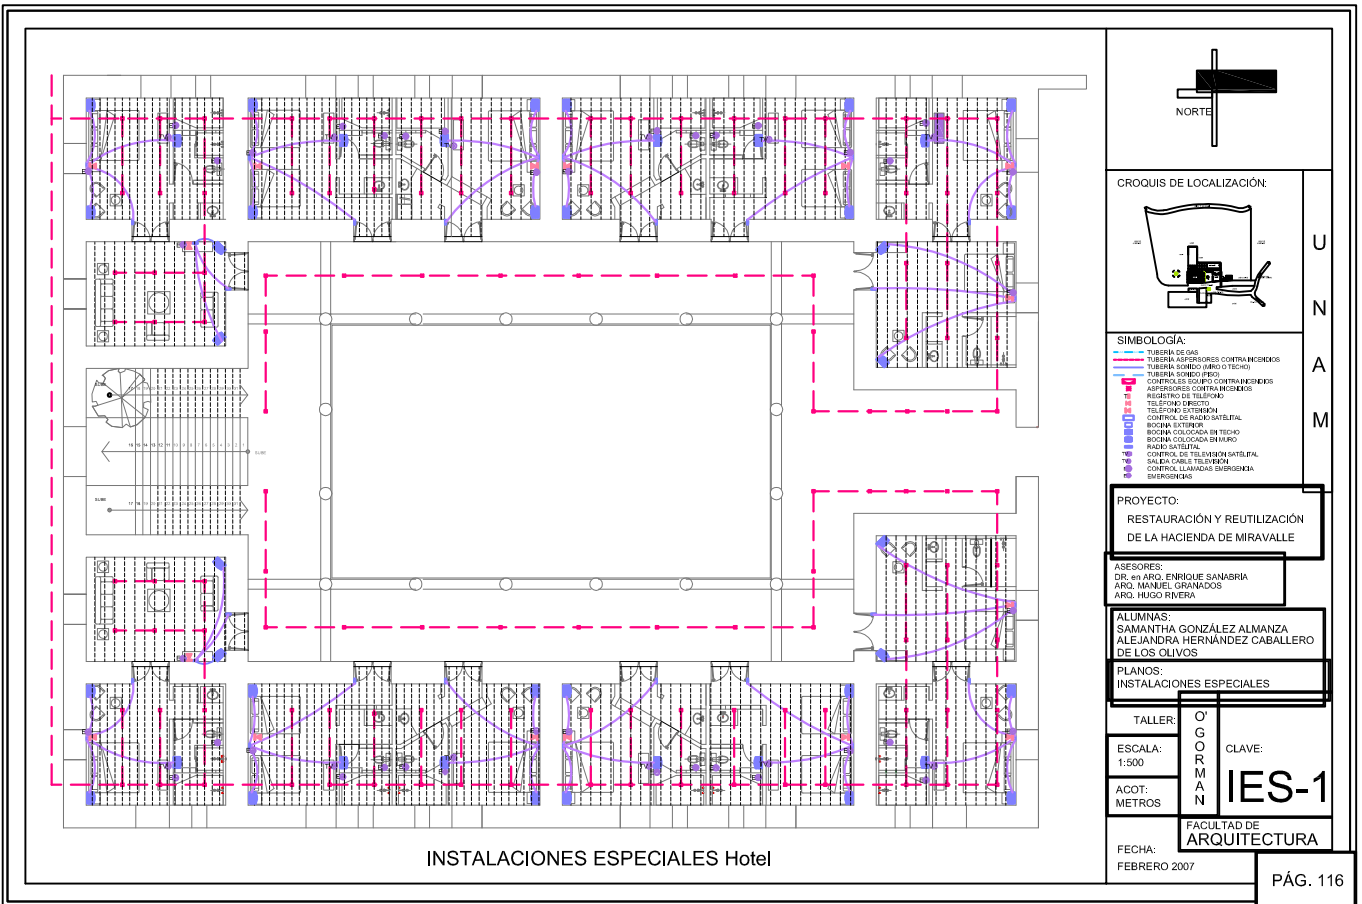 NORTE
CROQUIS DE LOCALIZACIÓN:
U
N
A
M
SIMBOLOGÍA:
TUBERÍA DE GAS
TUBERÍA ASPERSORES CONTRA INCENDIOS
TUBERÍA SONIDO (MIRO O TECHO)
TUBERÍA SONIDO (PISO)
CONTROLES EQUIPO CONTRA INCENDIOS
ASPERSORES CONTRA INCENDIOS
REGÍSTRO DE TELÉFONO
TELÉFONO DIRECTO
TELÉFONO EXTENSIÓN
CONTROL DE RADIO SATÉLITAL
BOCINA EXTERIOR
BOCINA COLOCADA EN TECHO
BOCINA COLOCADA EN MURO
RADIO SATÉLITAL
CONTROL DE TELEVISIÓN SATÉLITAL
SALIDA CABLE TELEVISIÓN
CONTROL LLAMADAS EMERGENCIA
EMERGENCIAS
PROYECTO:
RESTAURACIÓN Y REUTILIZACIÓN
DE LA HACIENDA DE MIRAVALLE
ASESORES:
DR. en ARQ. ENRIQUE SANABRIA
ARQ. MANUEL GRANADOS
ARQ. HUGO RIVERA
ALUMNAS:
SAMANTHA GONZÁLEZ ALMANZA
ALEJANDRA HERNÁNDEZ CABALLERO
DE LOS OLIVOS
PLANOS:
INSTALACIONES ESPECIALES
TALLER:
O'GORMAN
ESCALA:
1:500
ACOT:
METROS
CLAVE:
IES-1
FACULTAD DE
ARQUITECTURA
FECHA:
FEBRERO 2007
PÁG. 116
SUBE
SUBE
INSTALACIONES ESPECIALES Hotel